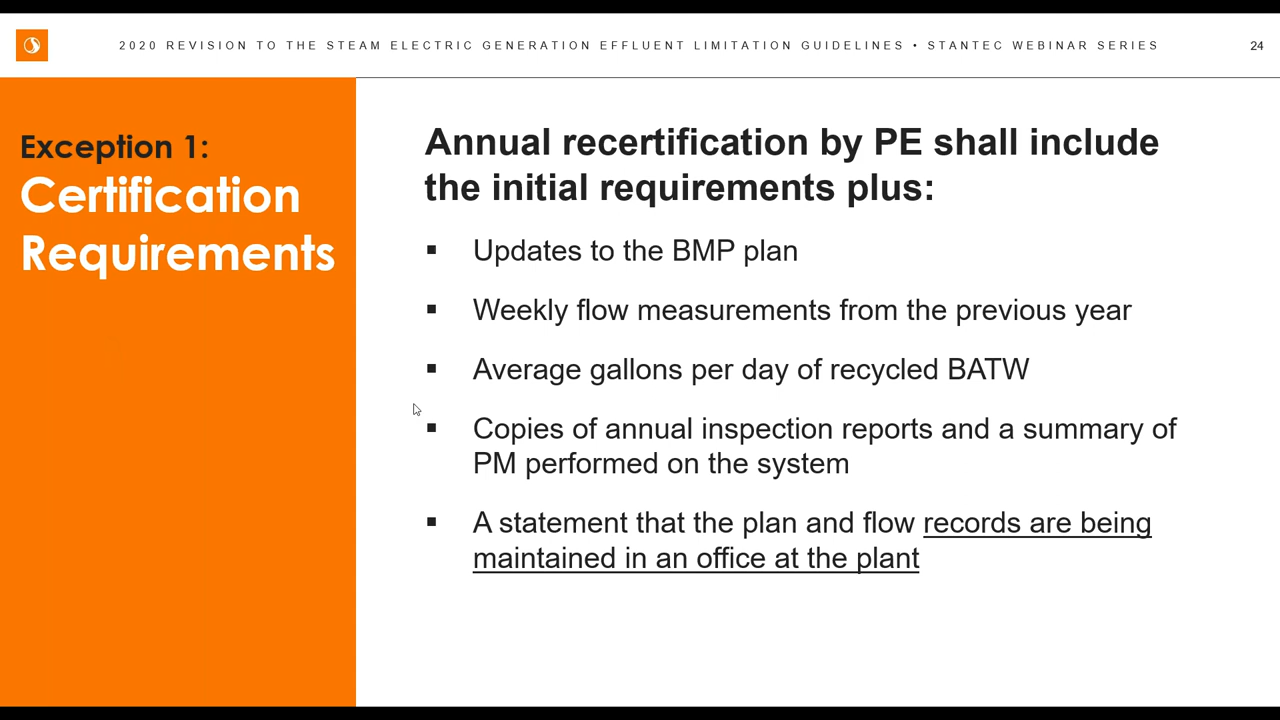 2020 REVISION TO THE STEAM ELECTRIC GENERATION EFFLUENT LIMITATION GUIDELINES • STANTEC WEBINAR SERIES
24
Exception 1:
Certification
Requirements
Annual recertification by PE shall include
the initial requirements plus:
▪ Updates to the BMP plan
▪ Weekly flow measurements from the previous year
▪ Average gallons per day of recycled BATW
▪ Copies of annual inspection reports and a summary of
PM performed on the system
▪ A statement that the plan and flow records are being
maintained in an office at the plant